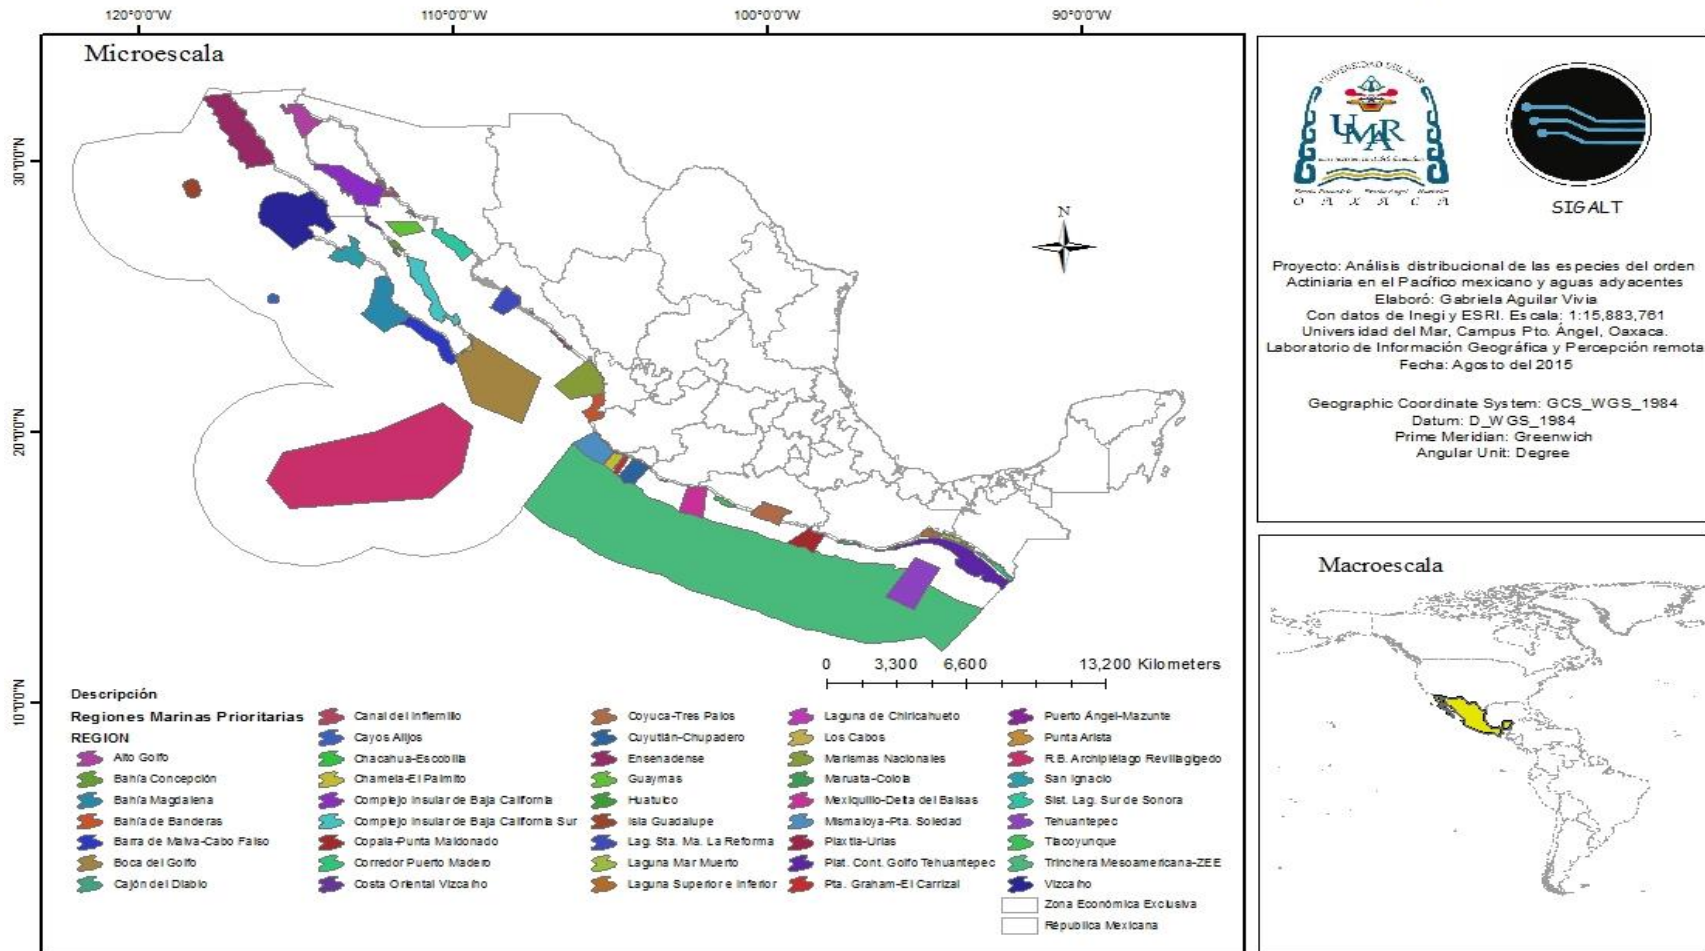 120°0'0"W 110°0'0"W 100°0'0"W 90°0'0"W
30°0'0"N
20°0'0"N
10°0'0"N
Microescala
N
0 3,300 6,600 13,200 Kilometers
Descripción
Regiones Marinas Prioritarias
REGION
Alto Golfo
Bahía Concepción
Bahía Magdalena
Bahía de Banderas
Barra de Malva-Cabo Falso
Boca del Golfo
Cajón del Diablo
Canal del Infiernillo
Cayos Alijos
Chacahua-Escobilla
Chamela-El Palmito
Complejo Insular de Baja California
Complejo Insular de Baja California Sur
Copala-Punta Maldonado
Corredor Puerto Madero
Costa Oriental Vizcaíno
Coyuca-Tres Palos
Cuyutlán-Chupadero
Ensenadense
Guaymas
Huatulco
Isla Guadalupe
Lag. Sta. Ma. La Reforma
Laguna Mar Muerto
Laguna Superior e Inferior
Laguna de Chiricahueto
Los Cabos
Marismas Nacionales
Maruata-Colola
Mexiquillo-Delta del Balsas
Mismaloya-Pta. Soledad
Piaxtla-Urías
Plat. Cont. Golfo Tehuantepec
Pta. Graham-El Carrizal
Puerto Ángel-Mazunte
Punta Arista
R.B. Archipiélago Revillagigedo
San Ignacio
Sist. Lag. Sur de Sonora
Tehuantepec
Tlacoyunque
Trinchera Mesoamericana-ZEE
Vizcaíno
Zona Económica Exclusiva
Républica Mexicana
UNIVERSIDAD DEL MAR
UMAR
O A X A C A
SIGALT
Proyecto: Análisis distribucional de las especies del orden
Actiniaria en el Pacífico mexicano y aguas adyacentes
Elaboró: Gabriela Aguilar Vivia
Con datos de Inegi y ESRI. Escala: 1:15,883,761
Universidad del Mar, Campus Pto. Ángel, Oaxaca.
Laboratorio de Información Geográfica y Percepción remota
Fecha: Agosto del 2015
Geographic Coordinate System: GCS_WGS_1984
Datum: D_WGS_1984
Prime Meridian: Greenwich
Angular Unit: Degree
Macroescala